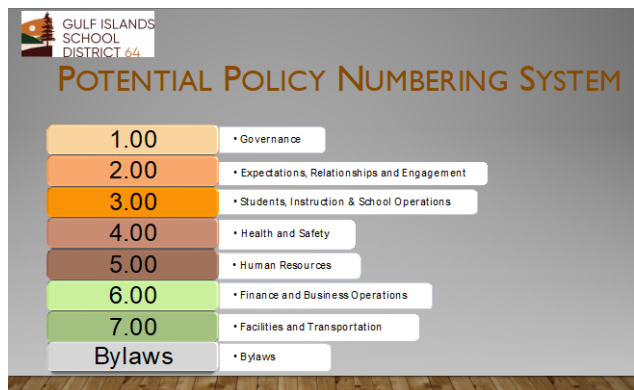 GULF ISLANDS
SCHOOL
DISTRICT 64
POTENTIAL POLICY NUMBERING SYSTEM
1.00 • Governance
2.00 • Expectations, Relationships and Engagement
3.00 • Students, Instruction & School Operations
4.00 • Health and Safety
5.00 • Human Resources
6.00 • Finance and Business Operations
7.00 • Facilities and Transportation
Bylaws • Bylaws